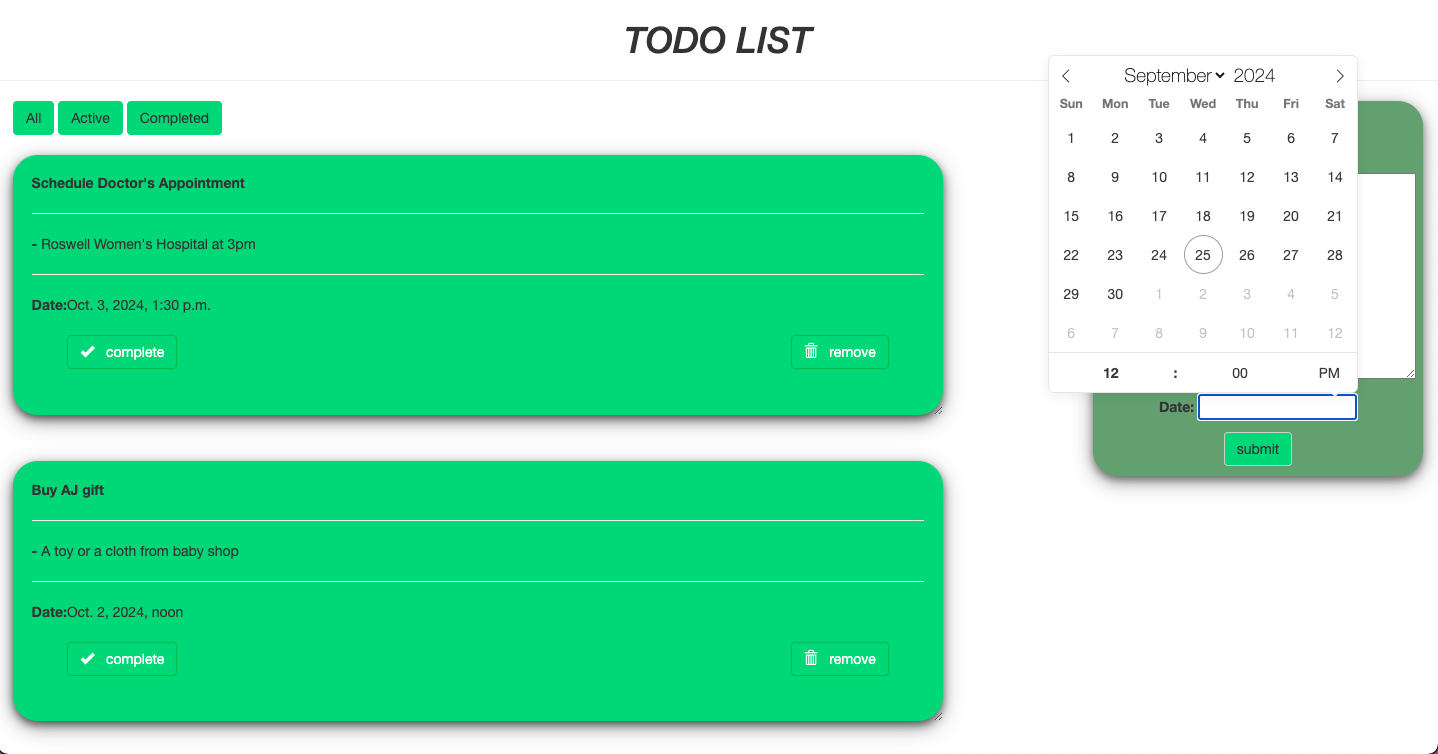 TODO LIST
All Active Completed
Schedule Doctor's Appointment
- Roswell Women's Hospital at 3pm
Date:Oct. 3, 2024, 1:30 p.m.
complete remove
Buy AJ gift
- A toy or a cloth from baby shop
Date:Oct. 2, 2024, noon
complete remove
September 2024
Sun Mon Tue Wed Thu Fri Sat
1 2 3 4 5 6 7
8 9 10 11 12 13 14
15 16 17 18 19 20 21
22 23 24 25 26 27 28
29 30 1 2 3 4 5
6 7 8 9 10 11 12
12 : 00 PM
Date:
submit